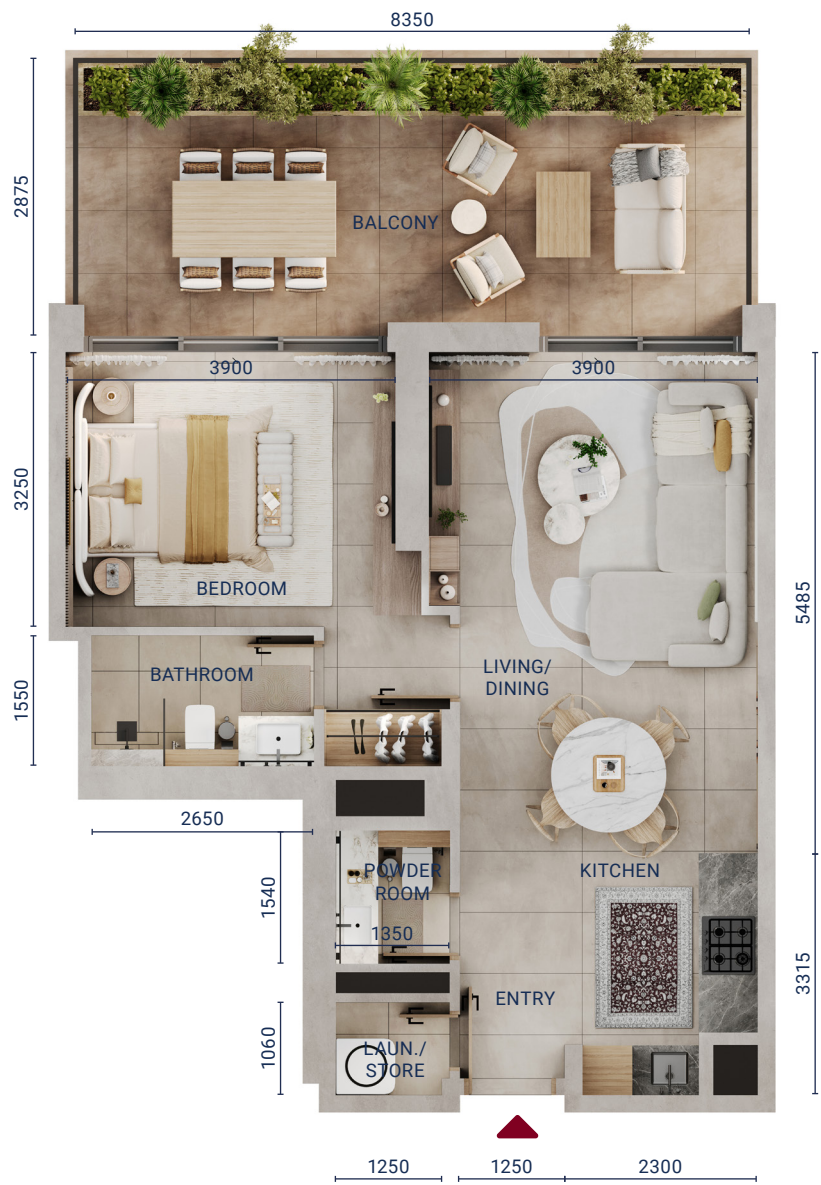 8350
2875
BALCONY
3900
3900
3250
BEDROOM
5485
1550
BATHROOM
LIVING/
DINING
2650
1540
POWDER
ROOM
KITCHEN
1350
3315
ENTRY
1060
LAUN./
STORE
1250
1250
2300